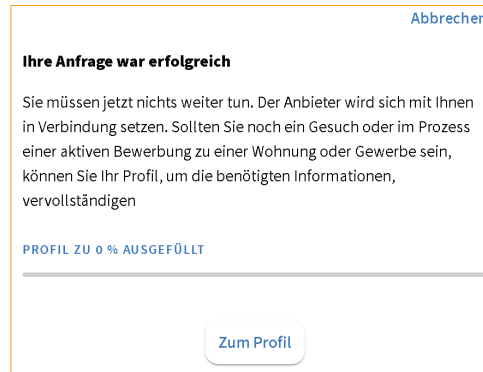 Abbrechen
Ihre Anfrage war erfolgreich
Sie müssen jetzt nichts weiter tun. Der Anbieter wird sich mit Ihnen
in Verbindung setzen. Sollten Sie noch ein Gesuch oder im Prozess
einer aktiven Bewerbung zu einer Wohnung oder Gewerbe sein,
können Sie Ihr Profil, um die benötigten Informationen,
vervollständigen
PROFIL ZU 0 % AUSGEFÜLLT
Zum Profil